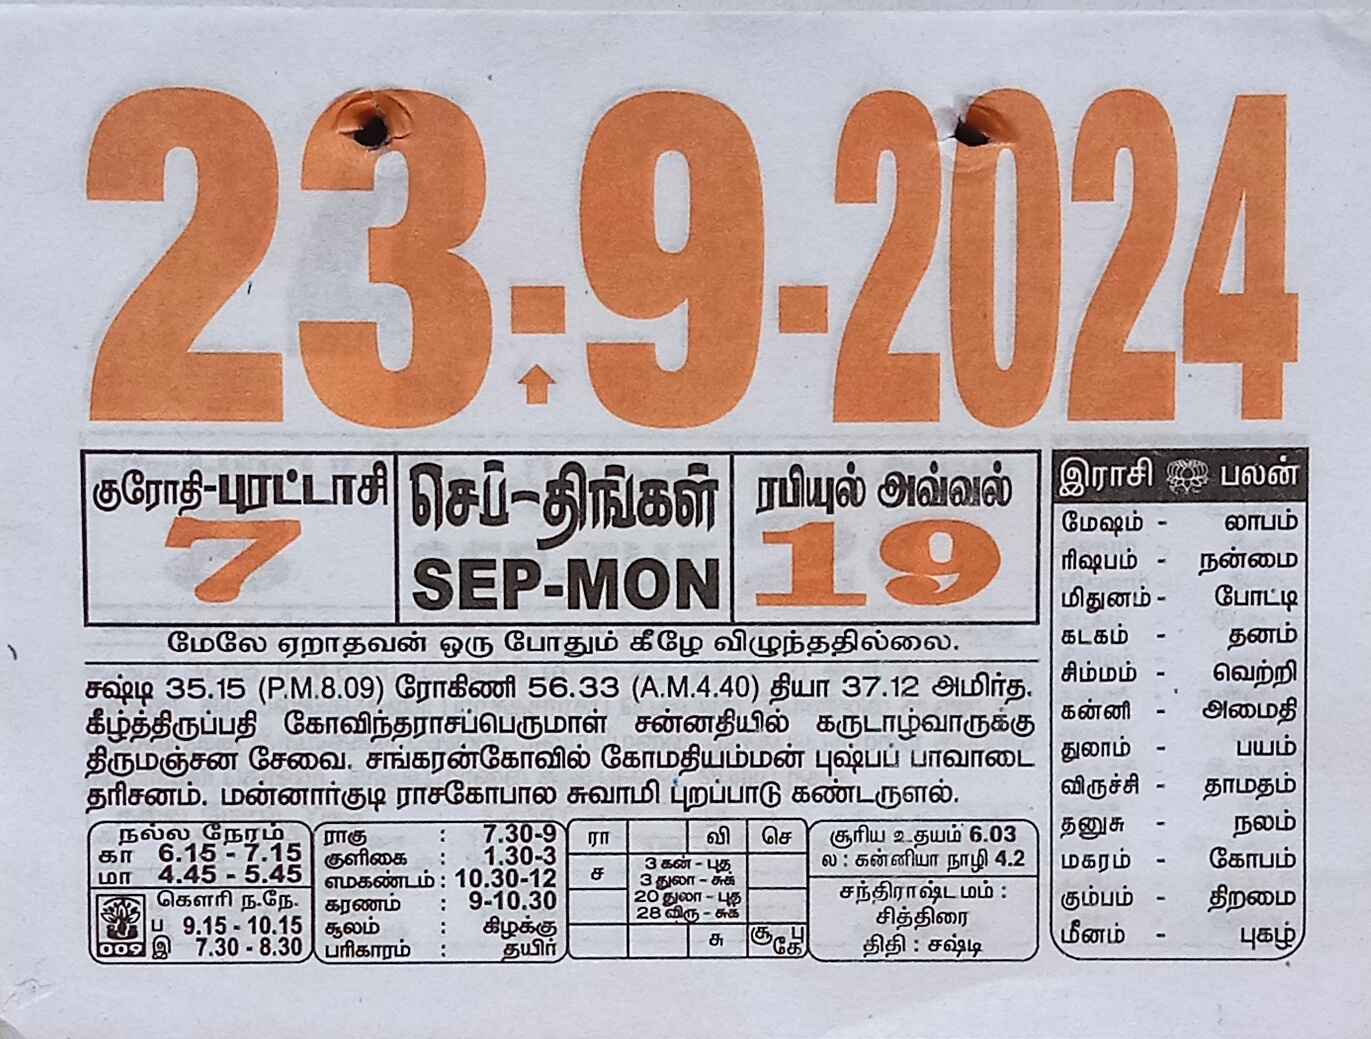 23-9-2024
குரோதி-புரட்டாசி
7
செப்-திங்கள்
SEP-MON
ரபியுல் அவ்வல்
19
மேலே ஏறாதவன் ஒரு போதும் கீழே விழுந்ததில்லை.
சஷ்டி 35.15 (P.M.8.09) ரோகிணி 56.33 (A.M.4.40) தியா 37.12 அமிர்த.
கீழ்த்திருப்பதி கோவிந்தராசப்பெருமாள் சன்னதியில் கருடாழ்வாருக்கு
திருமஞ்சன சேவை. சங்கரன்கோவில் கோமதியம்மன் புஷ்பப் பாவாடை
தரிசனம். மன்னார்குடி ராசகோபால சுவாமி புறப்பாடு கண்டருளல்.
நல்ல நேரம்
கா 6.15 - 7.15
மா 4.45 - 5.45
கௌரி ந.நே.
ப 9.15 - 10.15
இ 7.30 - 8.30
009
ராகு : 7.30-9
குளிகை : 1.30-3
எமகண்டம் : 10.30-12
கரணம் : 9-10.30
சூலம் : கிழக்கு
பரிகாரம் : தயிர்
ரா வி செ
ச
3 கன் - புத
3 துலா - சுக்
20 துலா - புத
28 விரு - சுக்
சு சூ பு
கே
சூரிய உதயம் 6.03
ல : கன்னியா நாழி 4.2
சந்திராஷ்டமம் :
சித்திரை
திதி : சஷ்டி
இராசி பலன்
மேஷம் - லாபம்
ரிஷபம் - நன்மை
மிதுனம் - போட்டி
கடகம் - தனம்
சிம்மம் - வெற்றி
கன்னி - அமைதி
துலாம் - பயம்
விருச்சி - தாமதம்
தனுசு - நலம்
மகரம் - கோபம்
கும்பம் - திறமை
மீனம் - புகழ்